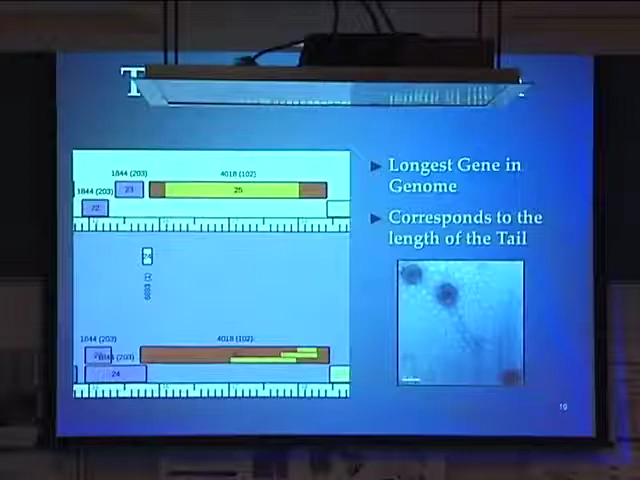 T
Longest Gene in
Genome
Corresponds to the
length of the Tail
1844 (203)
4018 (102)
23
25
1844 (203)
22
24
1844 (203)
4018 (102)
24
19